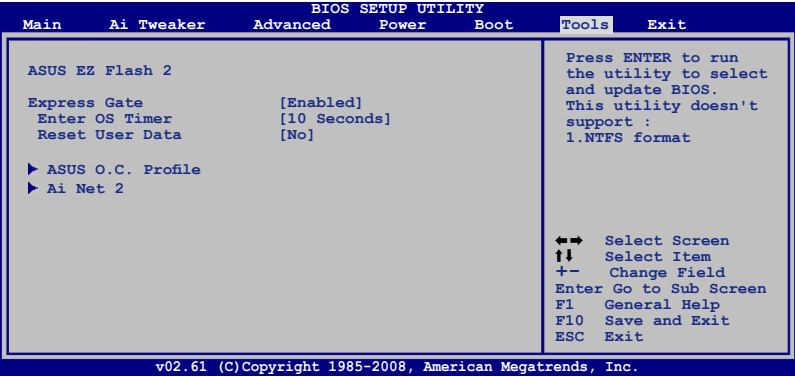 BIOS SETUP UTILITY
Main Ai Tweaker Advanced Power Boot Tools Exit
ASUS EZ Flash 2
Express Gate [Enabled]
Enter OS Timer [10 Seconds]
Reset User Data [No]
ASUS O.C. Profile
Ai Net 2
Press ENTER to run
the utility to select
and update BIOS.
This utility doesn't
support :
1.NTFS format
Select Screen
Select Item
+- Change Field
Enter Go to Sub Screen
F1 General Help
F10 Save and Exit
ESC Exit
v02.61 (C)Copyright 1985-2008, American Megatrends, Inc.